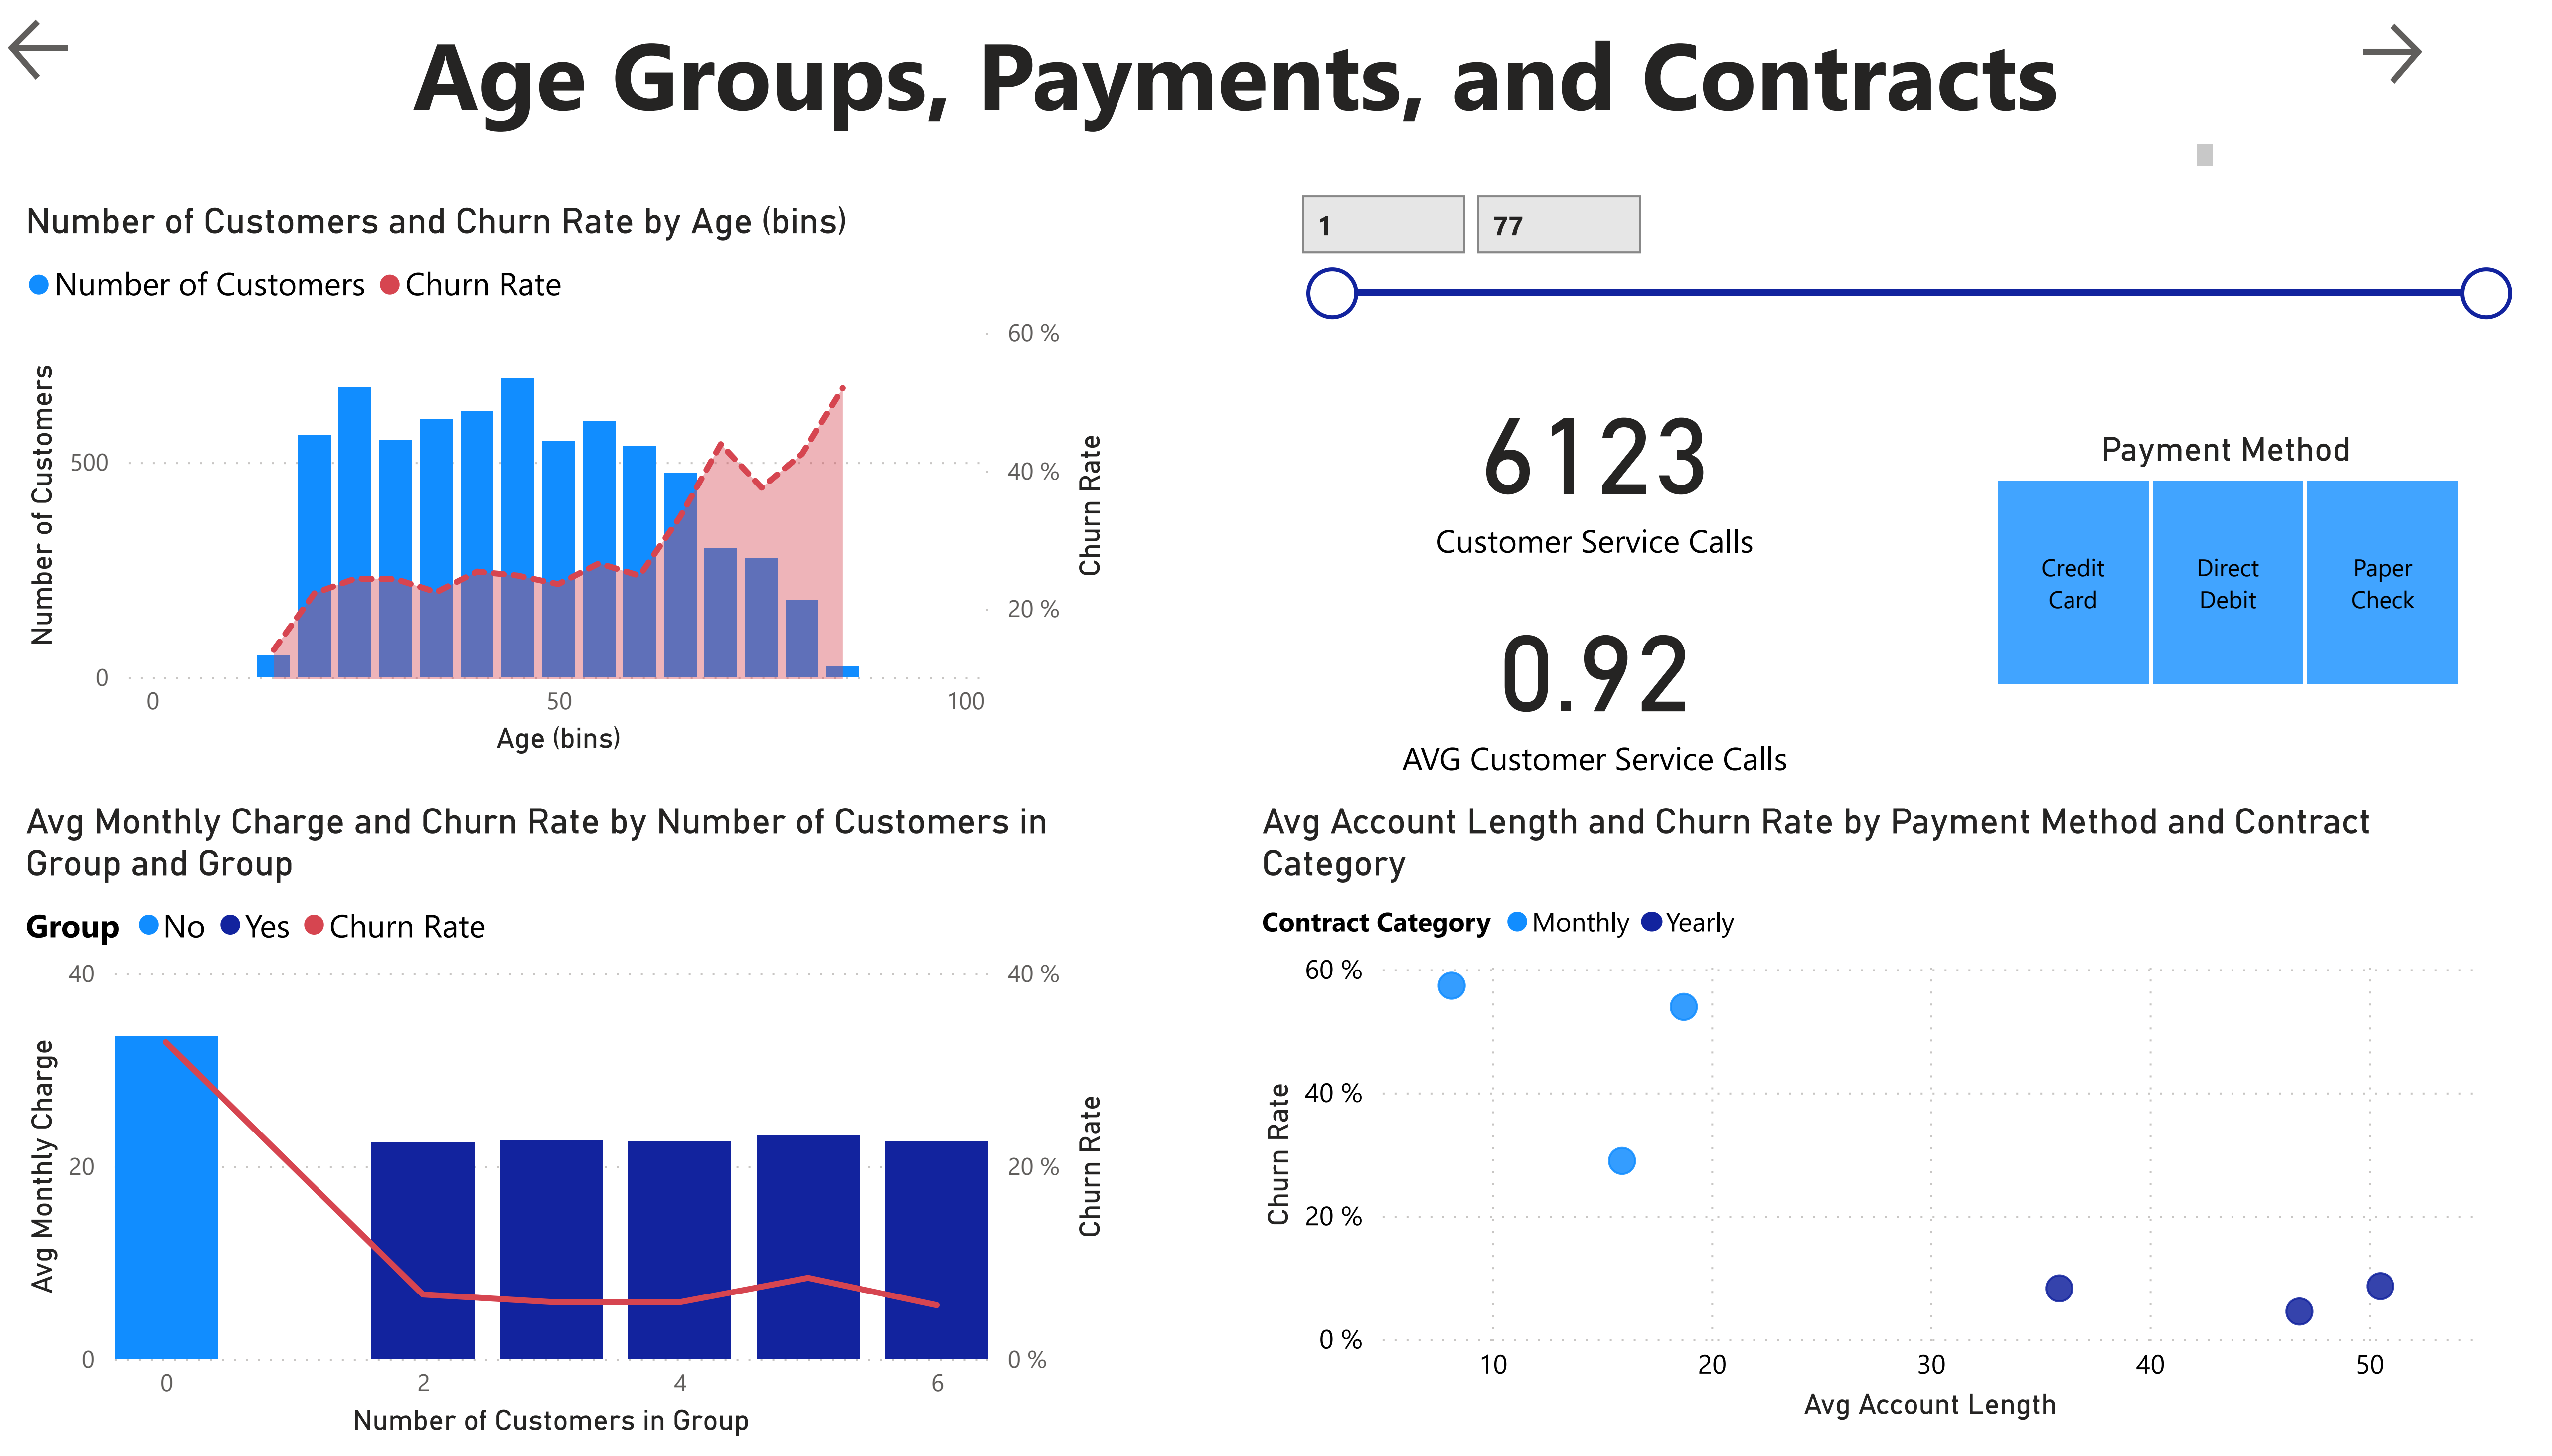 Age Groups, Payments, and Contracts
Number of Customers and Churn Rate by Age (bins)
Number of Customers Churn Rate
60 %
40 %
20 %
500
0
Number of Customers
Churn Rate
0 50 100
Age (bins)
1 77
6123
Customer Service Calls
0.92
AVG Customer Service Calls
Payment Method
Credit
Card
Direct
Debit
Paper
Check
Avg Monthly Charge and Churn Rate by Number of Customers in
Group and Group
Group No Yes Churn Rate
40
20
0
40 %
20 %
0 %
Avg Monthly Charge
Churn Rate
0 2 4 6
Number of Customers in Group
Avg Account Length and Churn Rate by Payment Method and Contract
Category
Contract Category Monthly Yearly
60 %
40 %
20 %
0 %
Churn Rate
10 20 30 40 50
Avg Account Length